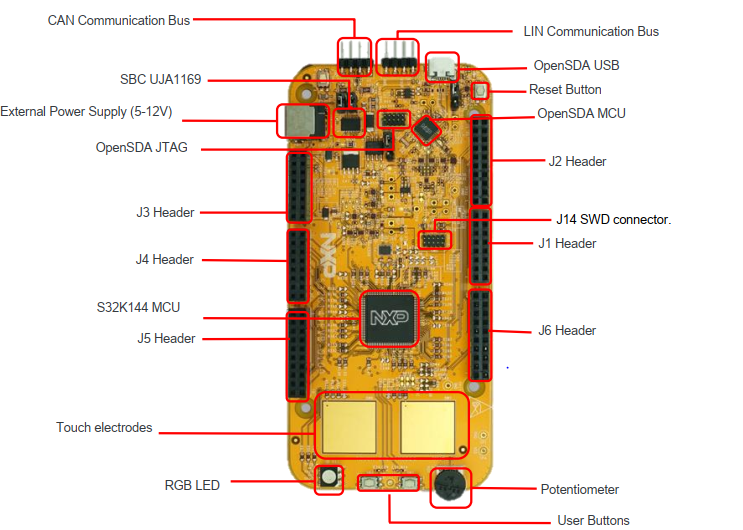 CAN Communication Bus
LIN Communication Bus
SBC UJA1169
OpenSDA USB
Reset Button
External Power Supply (5-12V)
OpenSDA MCU
OpenSDA JTAG
J2 Header
J3 Header
J14 SWD connector.
J1 Header
NXP
J4 Header
S32K144 MCU
NXP
J5 Header
J6 Header
.
Touch electrodes
RGB LED
Potentiometer
User Buttons